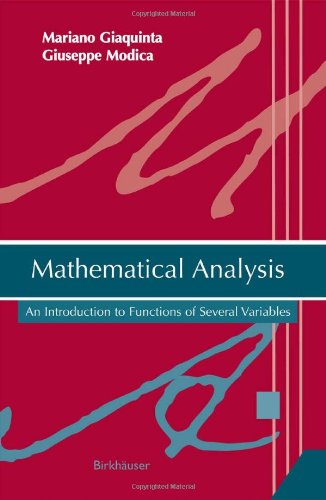 Mariano Giaquinta
Giuseppe Modica
Mathematical Analysis
An Introduction to Functions of Several Variables
Birkhäuser